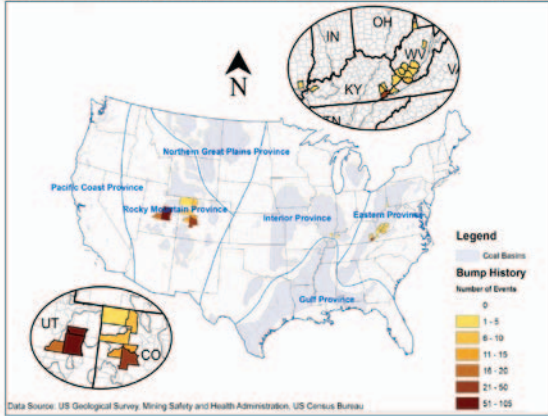 OH
IN
WV
VA
KY
TN
N
Northern Great Plains Province
Pacific Coast Province
Rocky Mountain Province
Interior Province
Eastern Province
Gulf Province
Legend
Coal Basins
Bump History
Number of Events
0
1 - 5
6 - 10
11 - 15
16 - 20
21 - 50
51 - 105
UT
CO
Data Source: US Geological Survey, Mining Safety and Health Administration, US Census Bureau